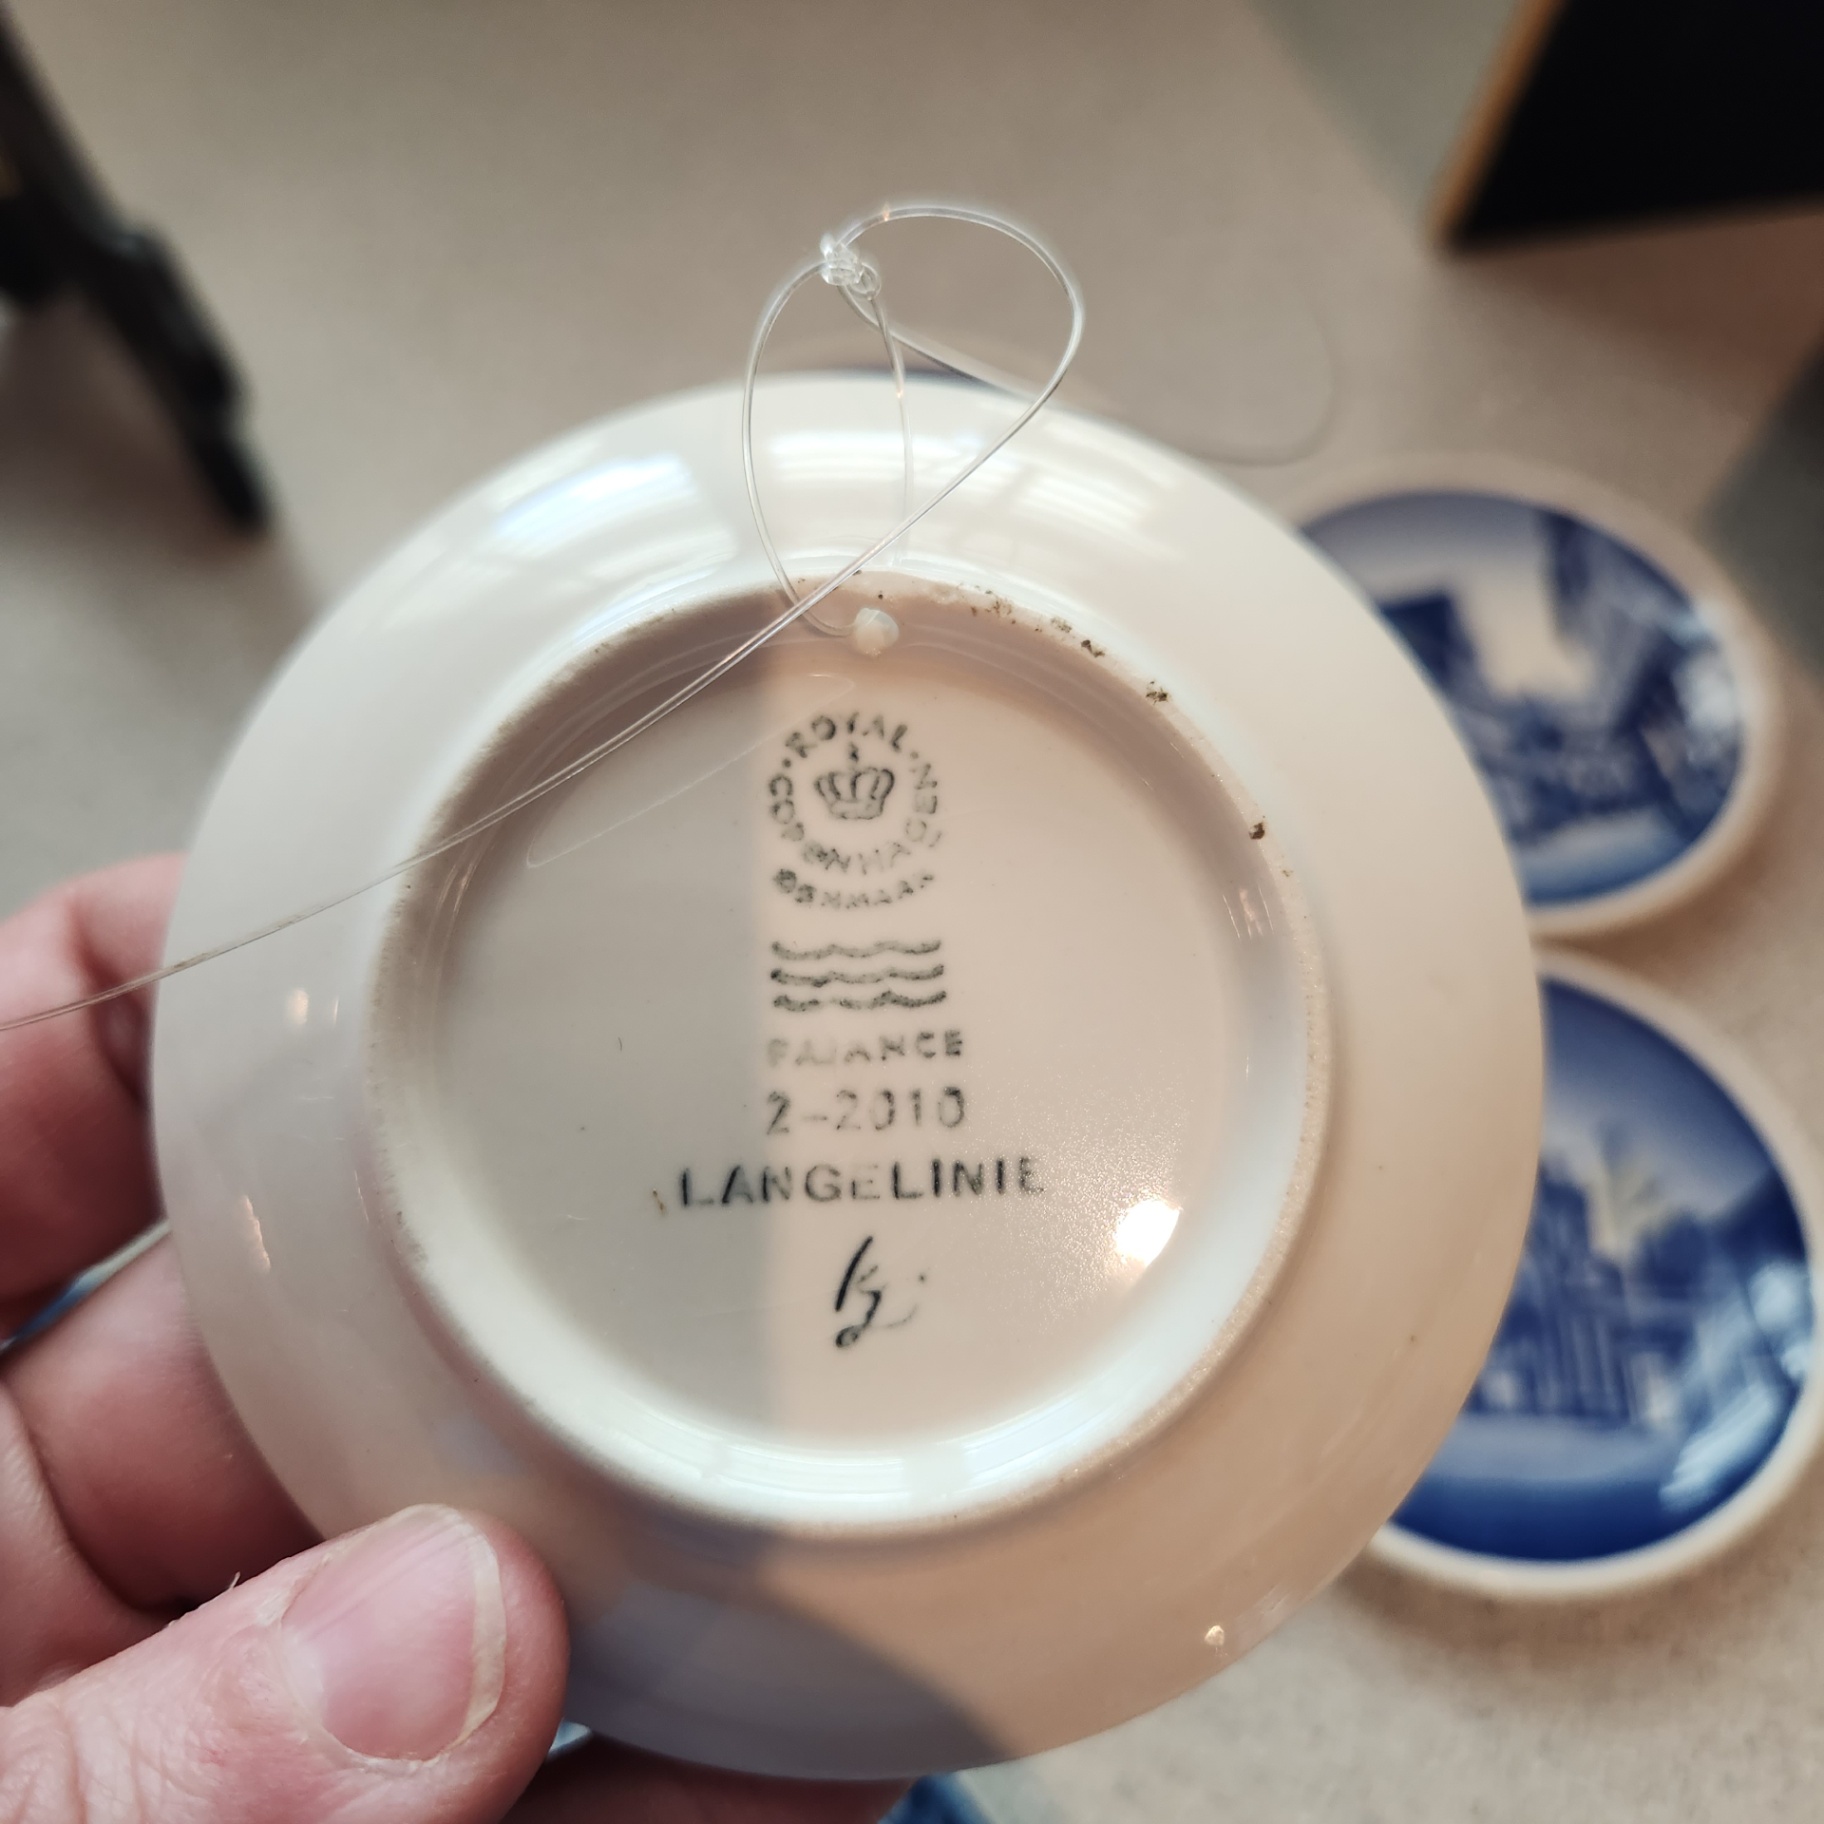 ROYAL COPENHAGEN
DENMARK
FAJANCE
2-2010
LANGELINIE